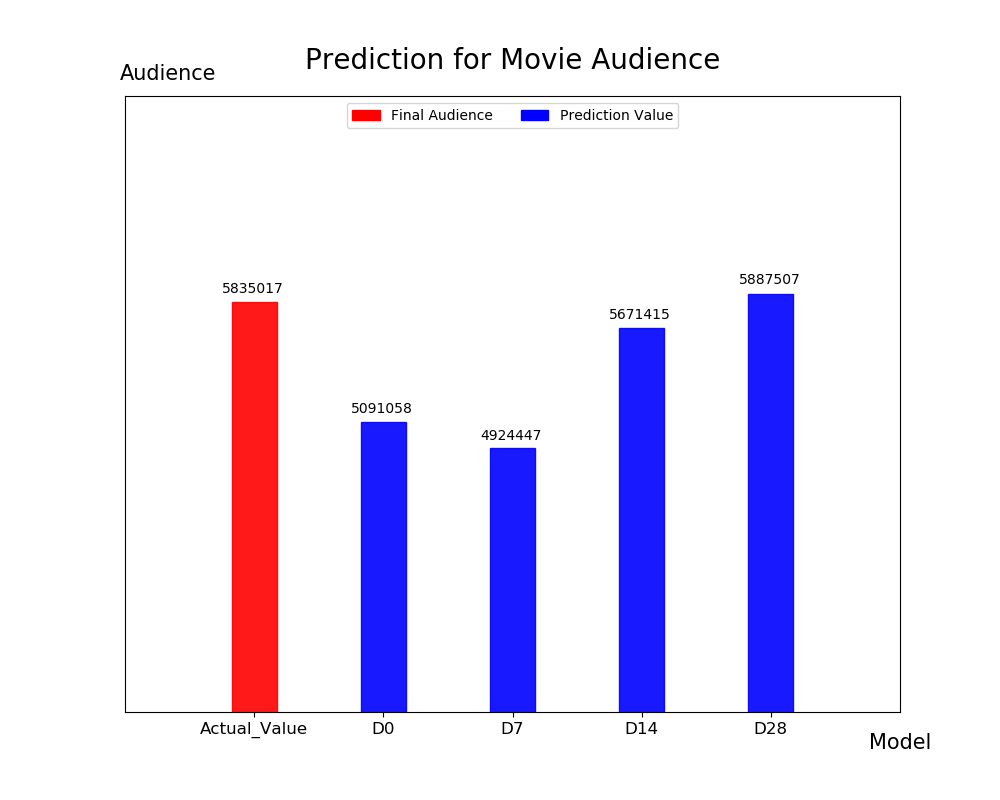 Prediction for Movie Audience
Audience
Final Audience
Prediction Value
5835017
5091058
4924447
5671415
5887507
Actual_Value
D0
D7
D14
D28
Model